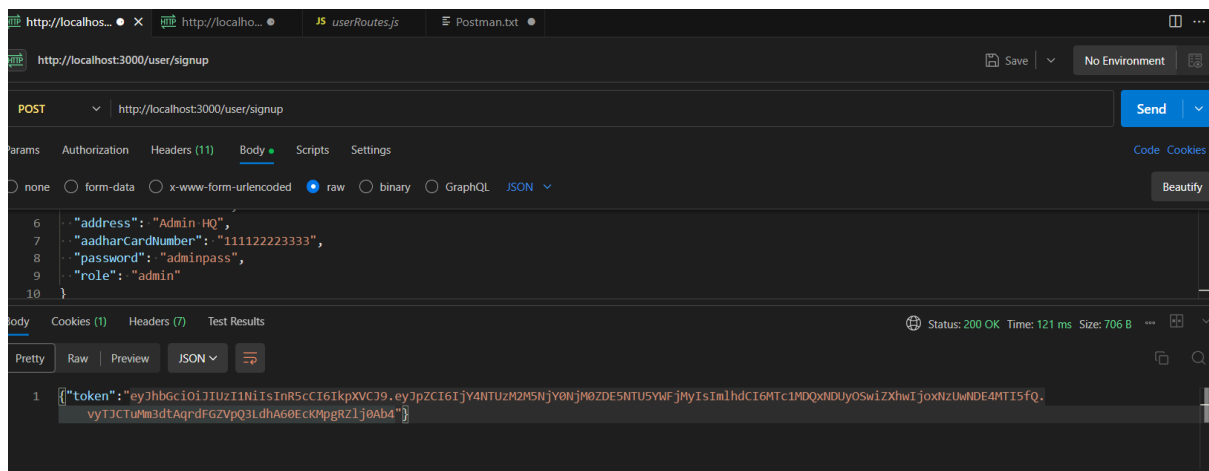 http://localhos...
http://localho...
JS userRoutes.js
Postman.txt
HTTP http://localhost:3000/user/signup
Save
No Environment
POST http://localhost:3000/user/signup
Send
Params Authorization Headers (11) Body Scripts Settings
Code Cookies
none form-data x-www-form-urlencoded raw binary GraphQL JSON
Beautify
6 "address": "Admin HQ",
7 "aadharCardNumber": "111122223333",
8 "password": "adminpass",
9 "role": "admin"
10 }
Body Cookies (1) Headers (7) Test Results
Status: 200 OK Time: 121 ms Size: 706 B
Pretty Raw Preview JSON
1 {"token":"eyJhbGciOiJIUzI1NiIsInR5cCI6IkpXVCJ9.eyJpZCI6IjY4NTUzM2M5NjY0NjM0ZDE5NTU5YWFjMyIsImlhdCI6MTc1MDQxNDUyOSwiZXhwIjoxNzUwNDE4MTI5fQ.
vyTJCTuMm3dtAqrdFGZVpQ3LdhA60EcKMpgRZlj0Ab4"}